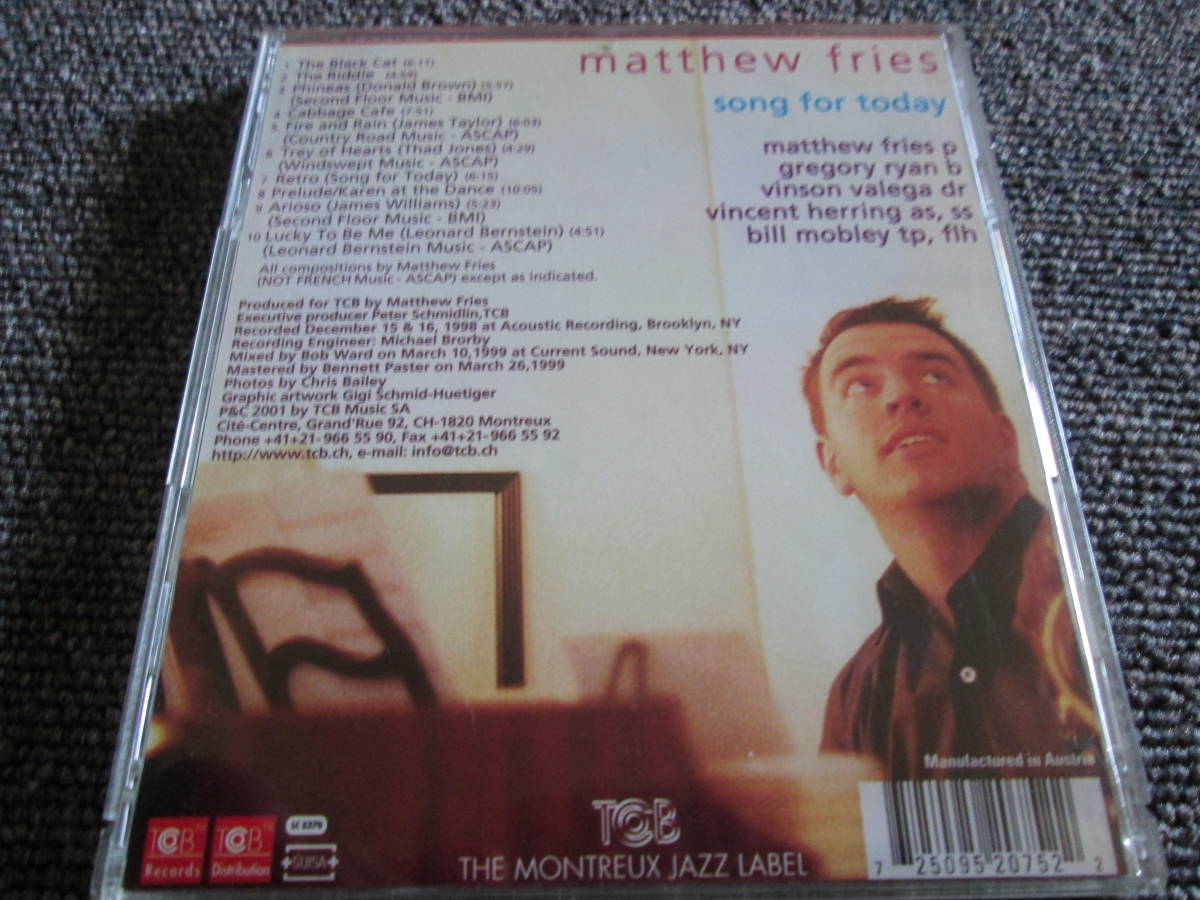 matthew fries
song for today
matthew fries p
gregory ryan b
vinson valega dr
vincent herring as, ss
bill mobley tp, flh
1 The Black Cat (6:11)
2 The Riddle (4:58)
3 Phineas (Donald Brown) (5:57)
(Second Floor Music - BMI)
4 Cabbage Cafe (7:51)
5 Fire and Rain (James Taylor) (6:03)
(Country Road Music - ASCAP)
6 Trey of Hearts (Thad Jones) (4:29)
(Windswept Music - ASCAP)
7 Retro (Song for Today) (6:15)
8 Prelude/Karen at the Dance (10:05)
9 Arioso (James Williams) (5:23)
(Second Floor Music - BMI)
10 Lucky To Be Me (Leonard Bernstein) (4:51)
(Leonard Bernstein Music - ASCAP)
All compositions by Matthew Fries
(NOT FRENCH Music - ASCAP) except as indicated.
Produced for TCB by Matthew Fries
Executive producer Peter Schmidlin,TCB
Recorded December 15 & 16, 1998 at Acoustic Recording, Brooklyn, NY
Recording Engineer: Michael Brorby
Mixed by Bob Ward on March 10,1999 at Current Sound, New York, NY
Mastered by Bennett Paster on March 26,1999
Photos by Chris Bailey
Graphic artwork Gigi Schmid-Huetiger
P&C 2001 by TCB Music SA
Cité-Centre, Grand'Rue 92, CH-1820 Montreux
Phone +41+21-966 55 90, Fax +41+21-966 55 92
http://www.tcb.ch, e-mail: info@tcb.ch
Manufactured in Austria
TCB
Records
TCB
Distribution
LC 8370
SUISA
TCB
THE MONTREUX JAZZ LABEL
7 25095 20752 2